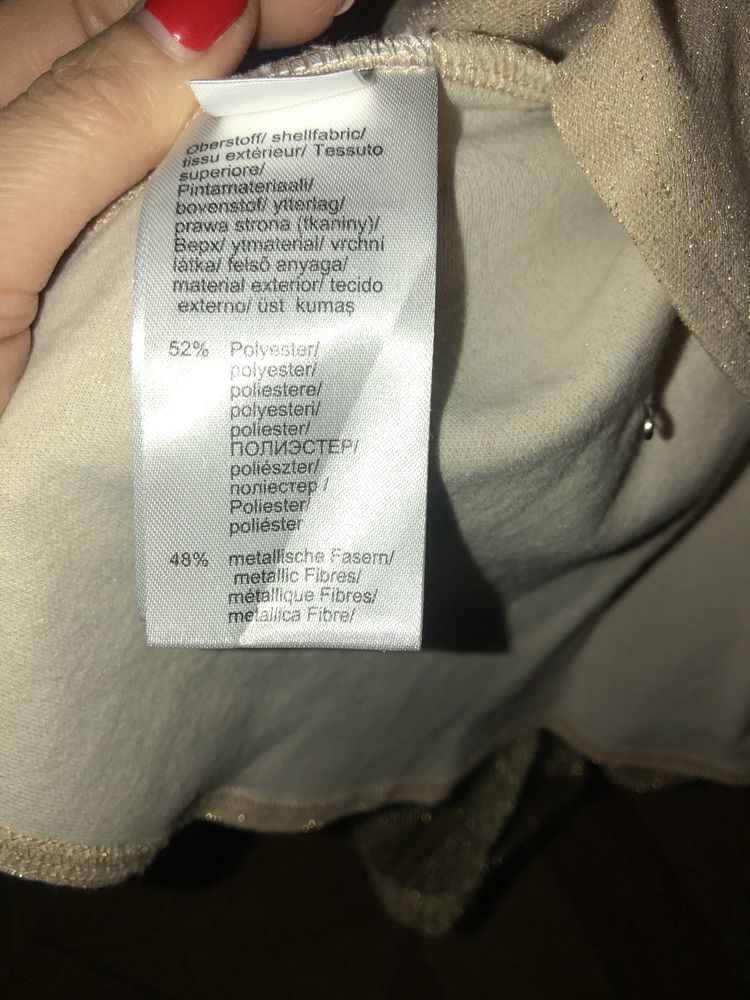 Oberstoff/ shellfabric/
tissu extérieur/ Tessuto
superiore/
Pintamateriaali/
bovenstof/ ytterlag/
prawa strona (tkaniny)/
Верх/ ytmaterial/ vrchní
látka/ felső anyaga/
material exterior/ tecido
externo/ üst kumaş
52% Polyester/
polyester/
poliestere/
polyesteri/
poliester/
ПОЛИЭСТЕР/
poliészter/
поліестер /
Poliester/
poliéster
48% metallische Fasern/
metallic Fibres/
métallique Fibres/
metallica Fibre/